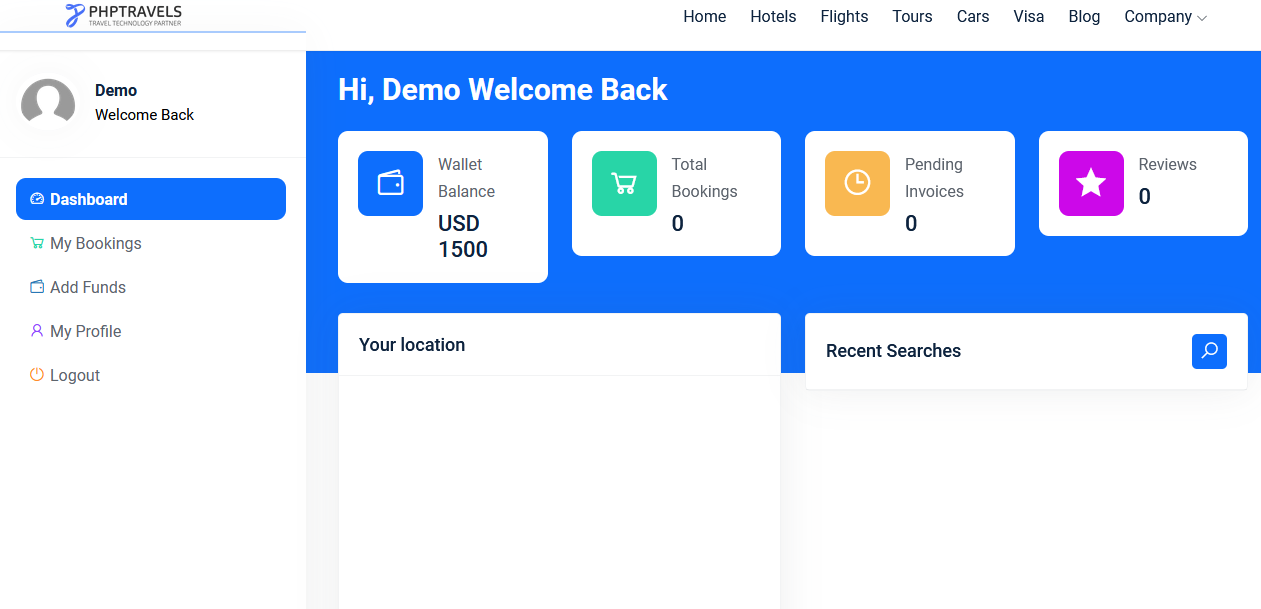 PHPTRAVELS
TRAVEL TECHNOLOGY PARTNER
Home Hotels Flights Tours Cars Visa Blog Company
Demo
Welcome Back
Dashboard
My Bookings
Add Funds
My Profile
Logout
Hi, Demo Welcome Back
Wallet
Balance
USD
1500
Total
Bookings
0
Pending
Invoices
0
Reviews
0
Your location
Recent Searches